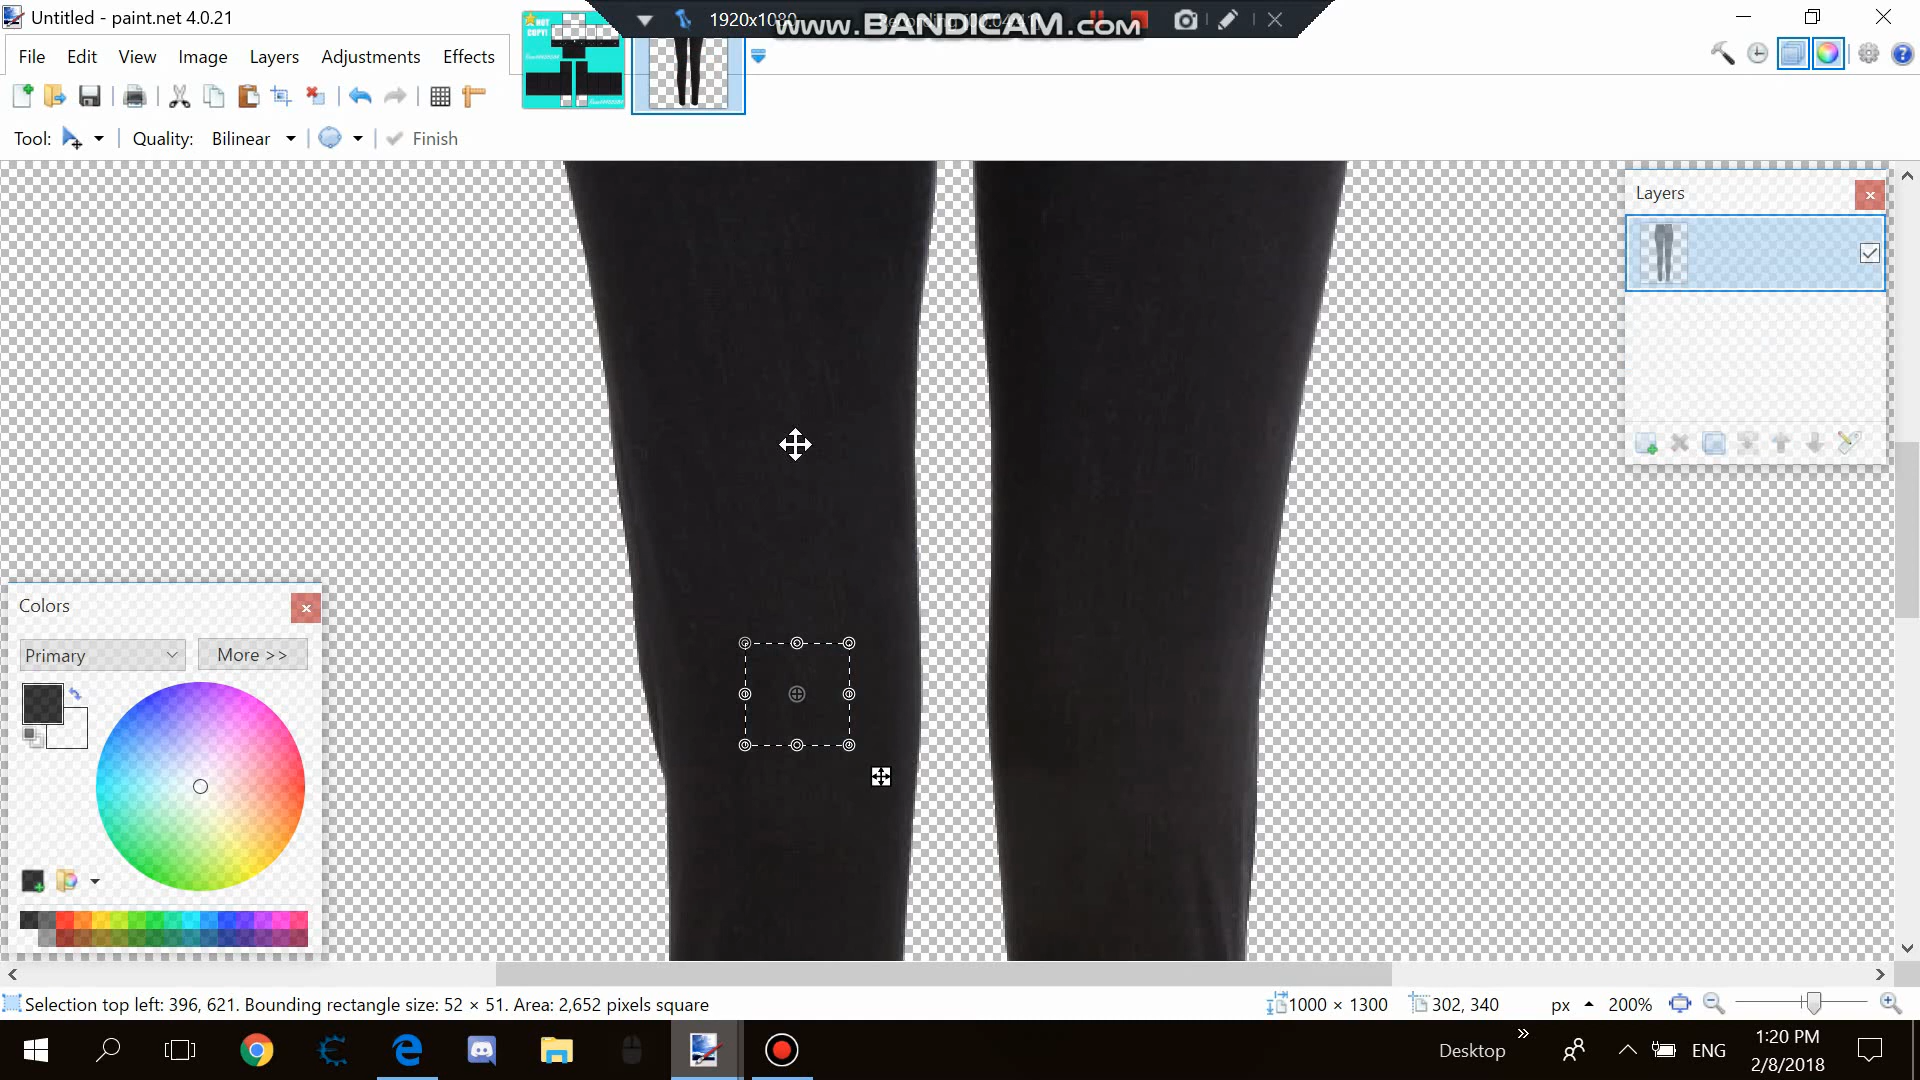 Untitled - paint.net 4.0.21
1920x1080
www.BANDICAM.com
File Edit View Image Layers Adjustments Effects
Tool: Quality: Bilinear Finish
Layers
Colors
Primary
More >>
Selection top left: 396, 621. Bounding rectangle size: 52 × 51. Area: 2,652 pixels square
1000 × 1300
302, 340
px
200%
Desktop
ENG
1:20 PM
2/8/2018